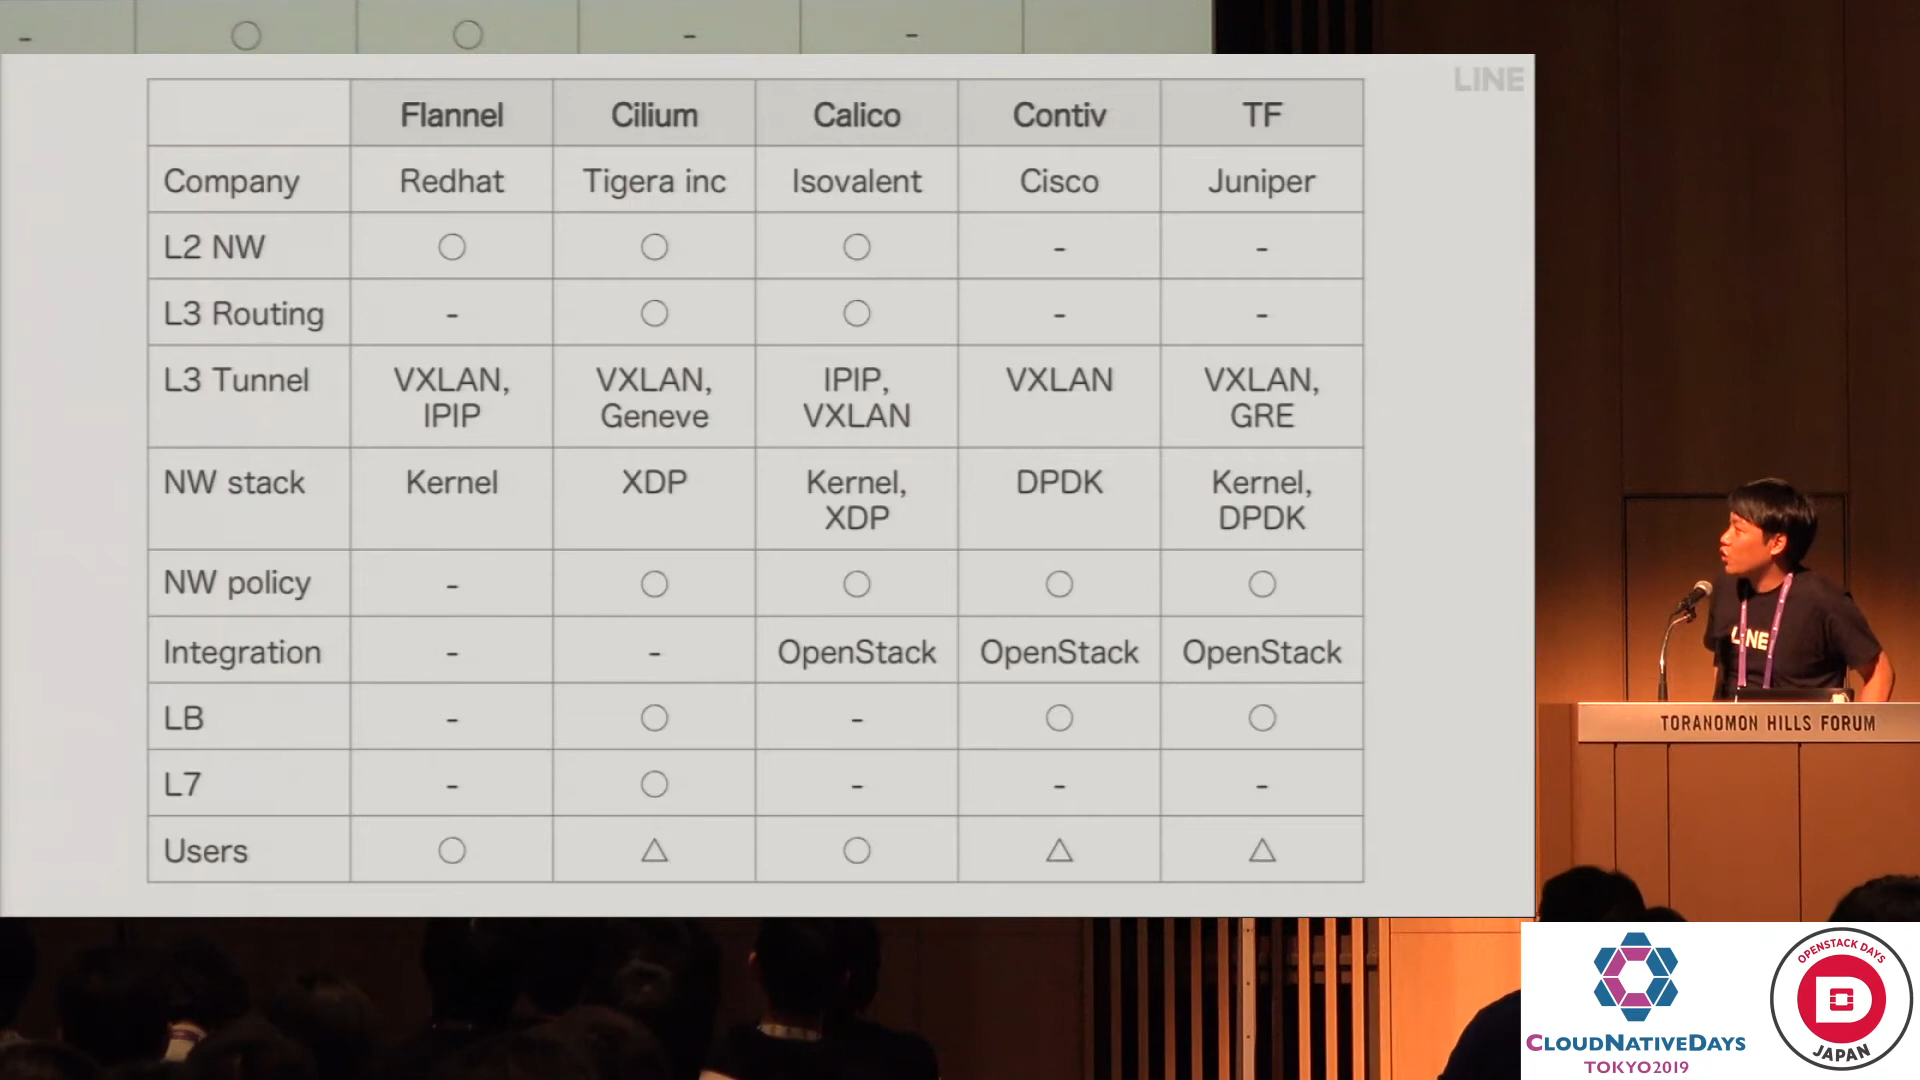 - ○ ○ - -
LINE
Flannel Cilium Calico Contiv TF
Company Redhat Tigera inc Isovalent Cisco Juniper
L2 NW ○ ○ ○ - -
L3 Routing - ○ ○ - -
L3 Tunnel VXLAN, VXLAN, IPIP, VXLAN VXLAN,
IPIP Geneve VXLAN GRE
NW stack Kernel XDP Kernel, DPDK Kernel,
XDP DPDK
NW policy - ○ ○ ○ ○
Integration - - OpenStack OpenStack OpenStack
LB - ○ - ○ ○
L7 - ○ - - -
Users ○ △ ○ △ △
LINE
TORANOMON HILLS FORUM
CLOUDNATIVEDAYS
TOKYO2019
OPENSTACK DAYS
JAPAN